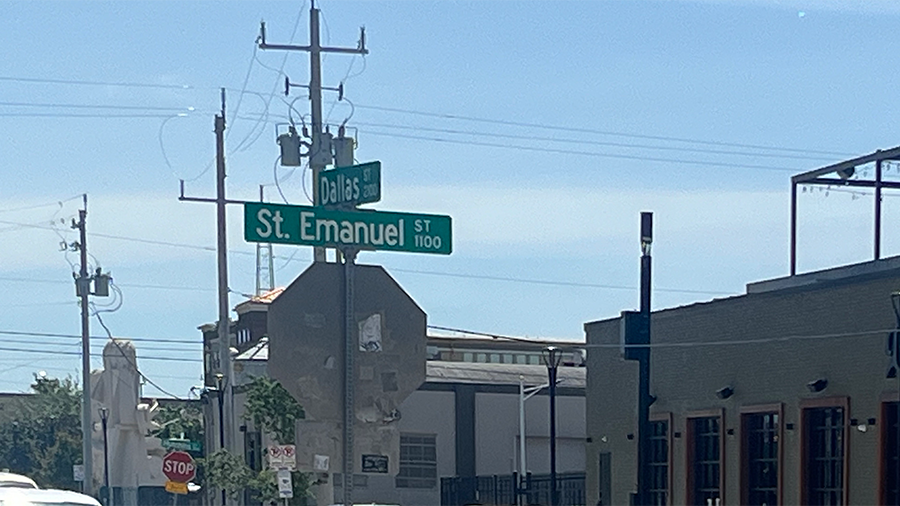 Dallas ST 2100
St. Emanuel ST 1100
STOP